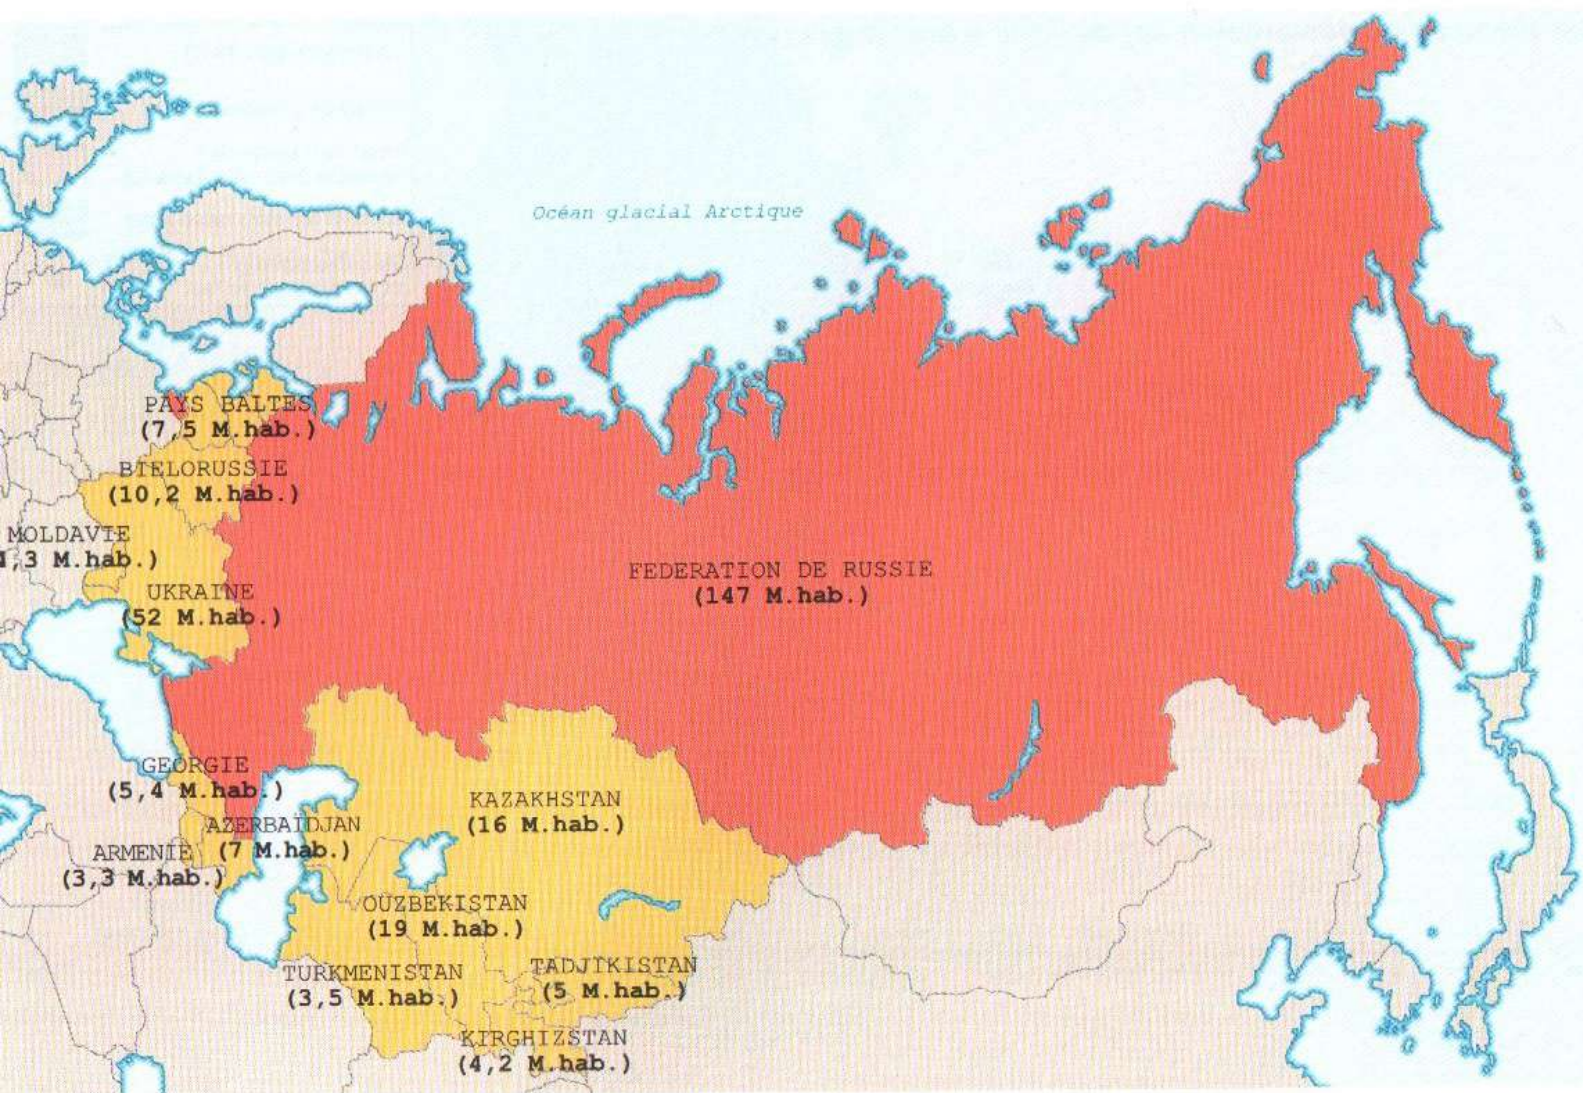 Océan glacial Arctique
PAYS BALTES
(7,5 M.hab.)
BIELORUSSIE
(10,2 M.hab.)
MOLDAVIE
,3 M.hab.)
UKRAINE
(52 M.hab.)
FEDERATION DE RUSSIE
(147 M.hab.)
GEORGIE
(5,4 M.hab.)
AZERBAÏDJAN
(7 M.hab.)
ARMENIE
(3,3 M.hab.)
KAZAKHSTAN
(16 M.hab.)
OUZBEKISTAN
(19 M.hab.)
TURKMENISTAN
(3,5 M.hab.)
TADJIKISTAN
(5 M.hab.)
KIRGHIZSTAN
(4,2 M.hab.)